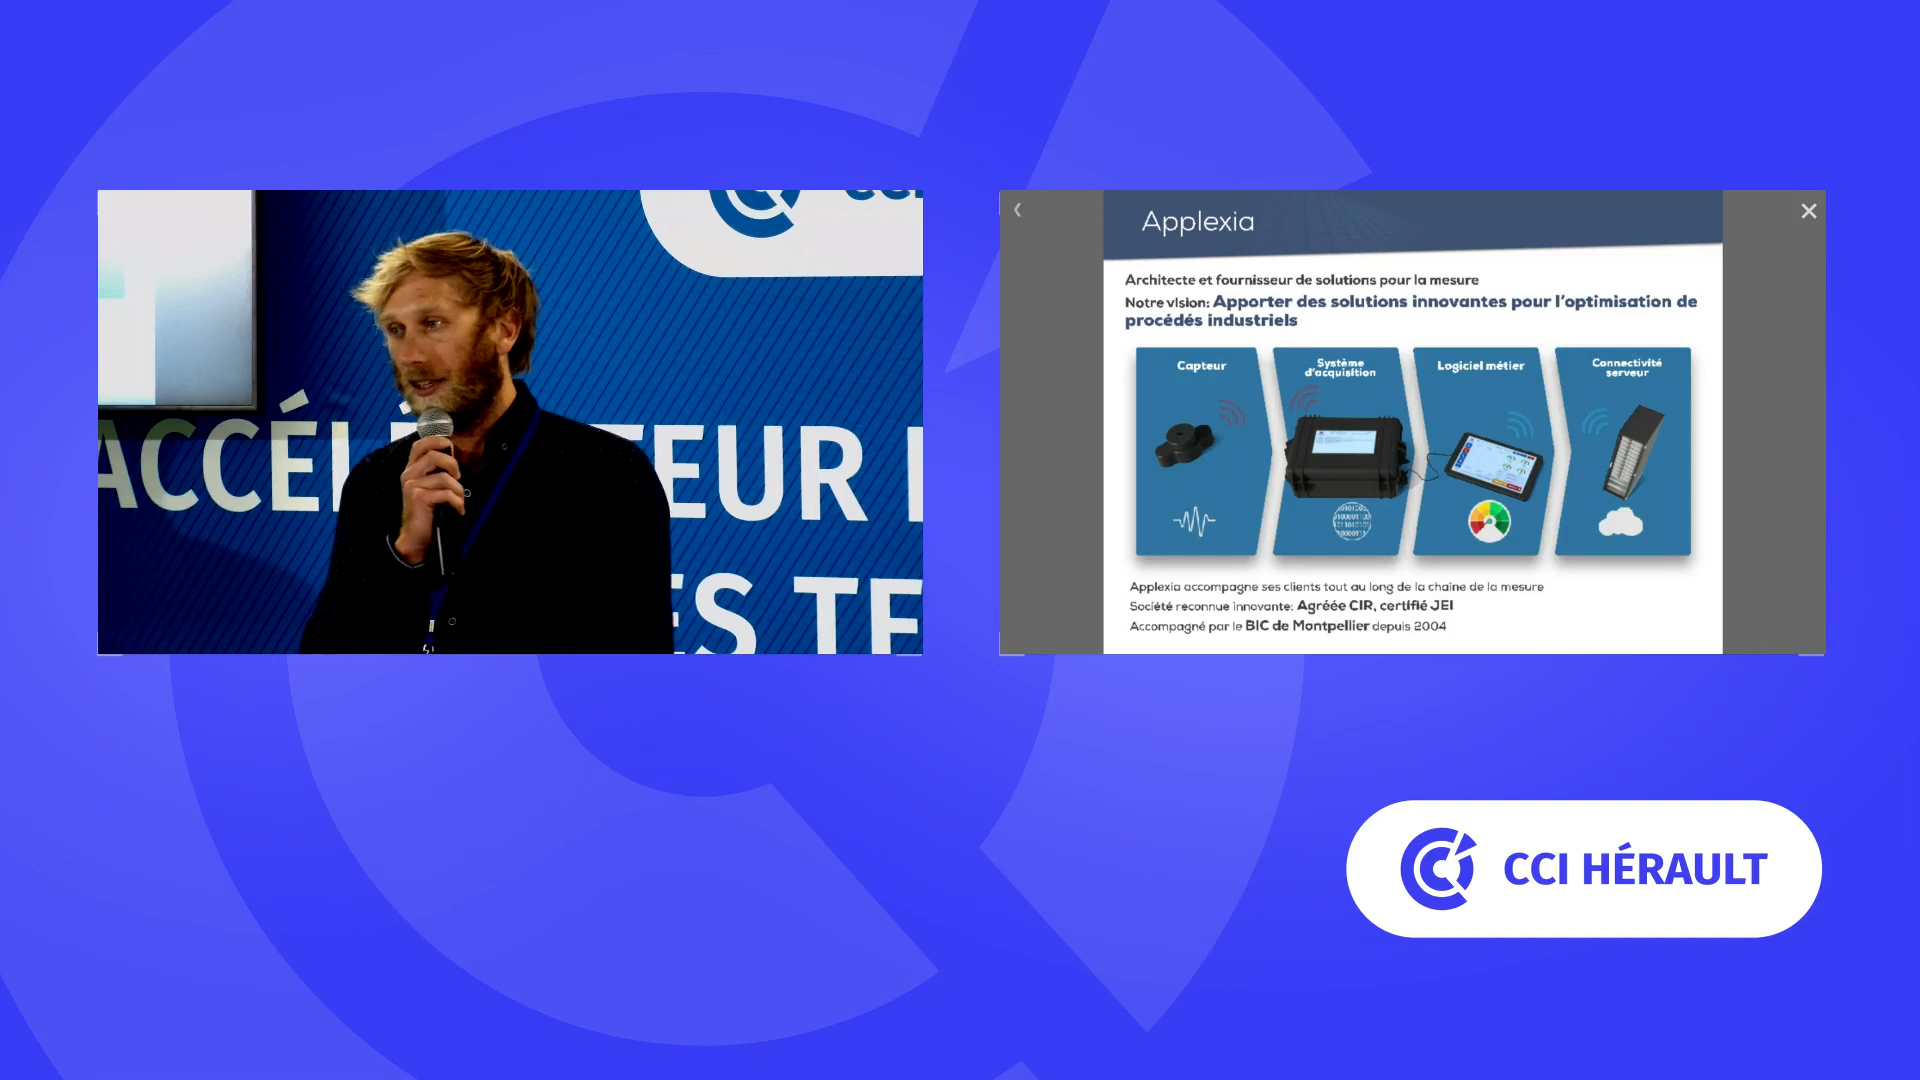 ACCÉL
TEUR
ES TE
Applexia
Architecte et fournisseur de solutions pour la mesure
Notre vision: Apporter des solutions innovantes pour l'optimisation de
procédés industriels
Capteur
Système
d'acquisition
Logiciel métier
Connectivité
serveur
Applexia accompagne ses clients tout au long de la chaîne de la mesure
Société reconnue innovante: Agréée CIR, certifié JEI
Accompagné par le BIC de Montpellier depuis 2004
CCI HÉRAULT